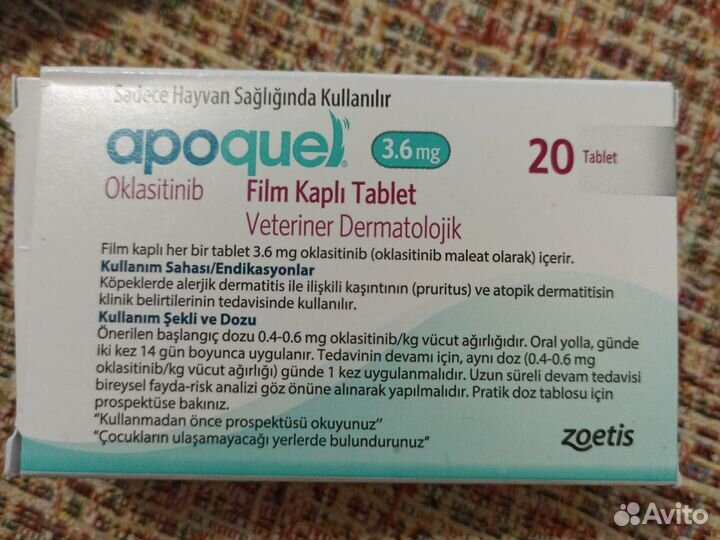 Sadece Hayvan Sağlığında Kullanılır
apoquel® 3.6 mg 20 Tablet
Oklasitinib Film Kaplı Tablet
Veteriner Dermatolojik
Film kaplı her bir tablet 3.6 mg oklasitinib (oklasitinib maleat olarak) içerir.
Kullanım Sahası/Endikasyonlar
Köpeklerde alerjik dermatitis ile ilişkili kaşıntının (pruritus) ve atopik dermatitisin
klinik belirtilerinin tedavisinde kullanılır.
Kullanım Şekli ve Dozu
Önerilen başlangıç dozu 0.4-0.6 mg oklasitinib/kg vücut ağırlığıdır. Oral yolla, günde
iki kez 14 gün boyunca uygulanır. Tedavinin devamı için, aynı doz (0.4-0.6 mg
oklasitinib/kg vücut ağırlığı) günde 1 kez uygulanmalıdır. Uzun süreli devam tedavisi
bireysel fayda-risk analizi göz önüne alınarak yapılmalıdır. Pratik doz tablosu için
prospektüse bakınız.
"Kullanmadan önce prospektüsü okuyunuz"
"Çocukların ulaşamayacağı yerlerde bulundurunuz"
zoetis
Avito